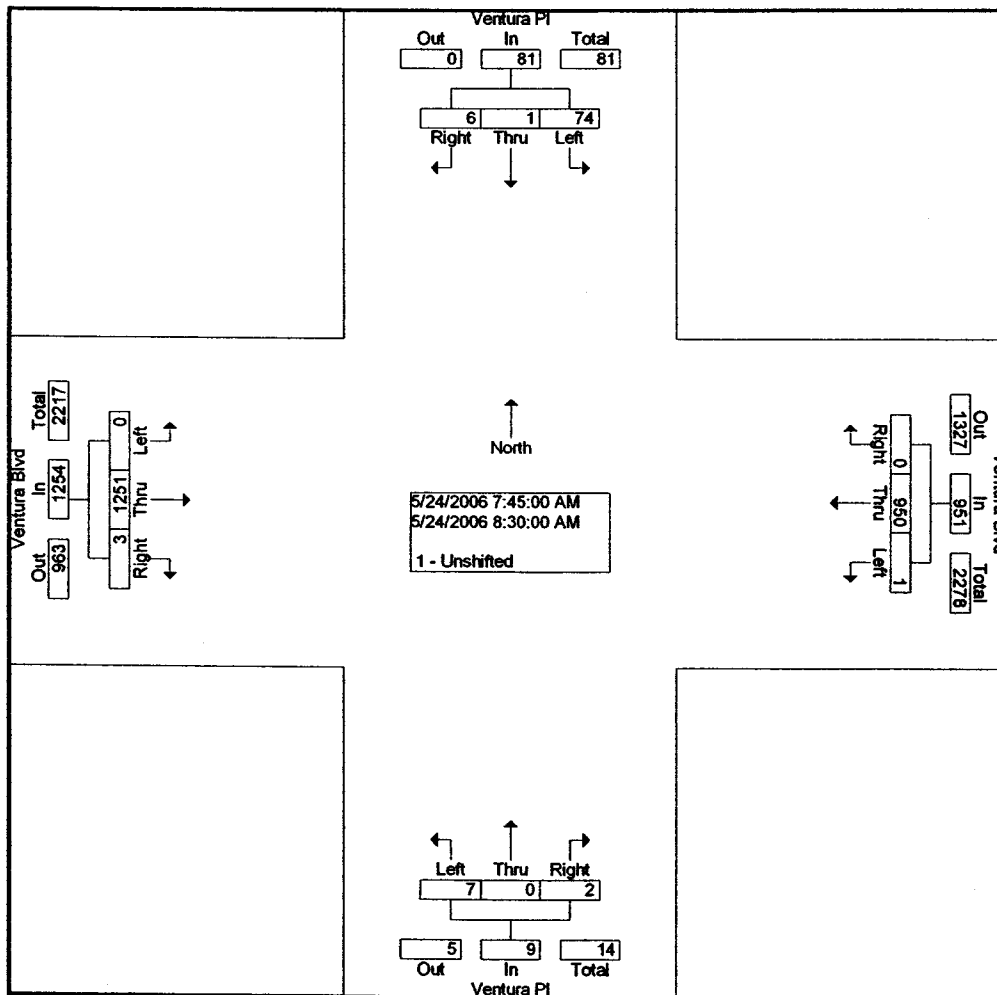 Ventura Pl
Out In Total
0 81 81
6 1 74
Right Thru Left
Ventura Blvd
Total 2217
In 1254
Out 963
0 1251 3
Left Thru Right
North
5/24/2006 7:45:00 AM
5/24/2006 8:30:00 AM
1 - Unshifted
Right Thru Left
0 950 1
Out 1327
In 951
Total 2278
Ventura Blvd
Left Thru Right
7 0 2
5 9 14
Out In Total
Ventura Pl